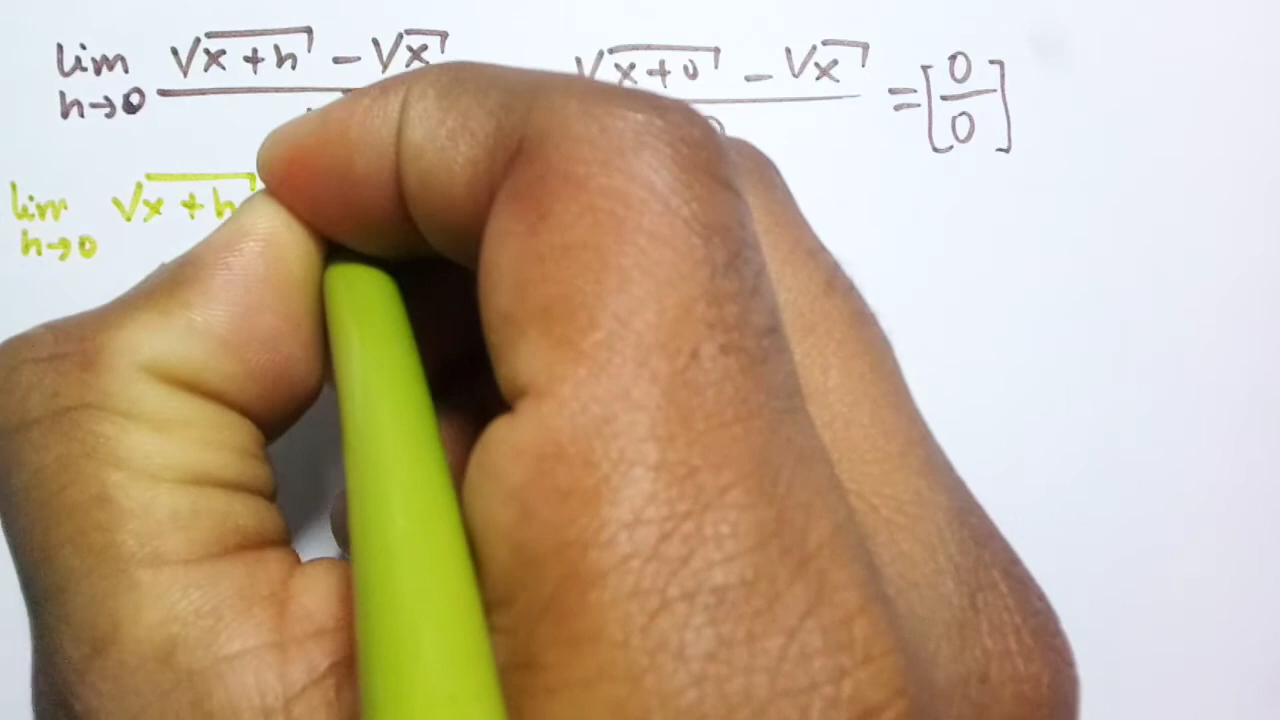 lim √x+h - √x √x+0 - √x = [0/0]
h→0
lim √x+h
h→0